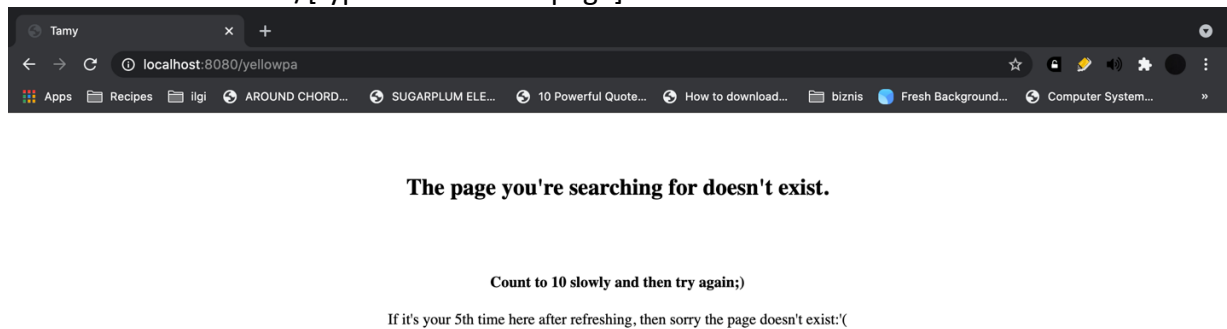 Tamy
localhost:8080/yellowpa
Apps Recipes ilgi AROUND CHORD... SUGARPLUM ELE... 10 Powerful Quote... How to download... biznis Fresh Background... Computer System... »
The page you're searching for doesn't exist.
Count to 10 slowly and then try again;)
If it's your 5th time here after refreshing, then sorry the page doesn't exist:'(